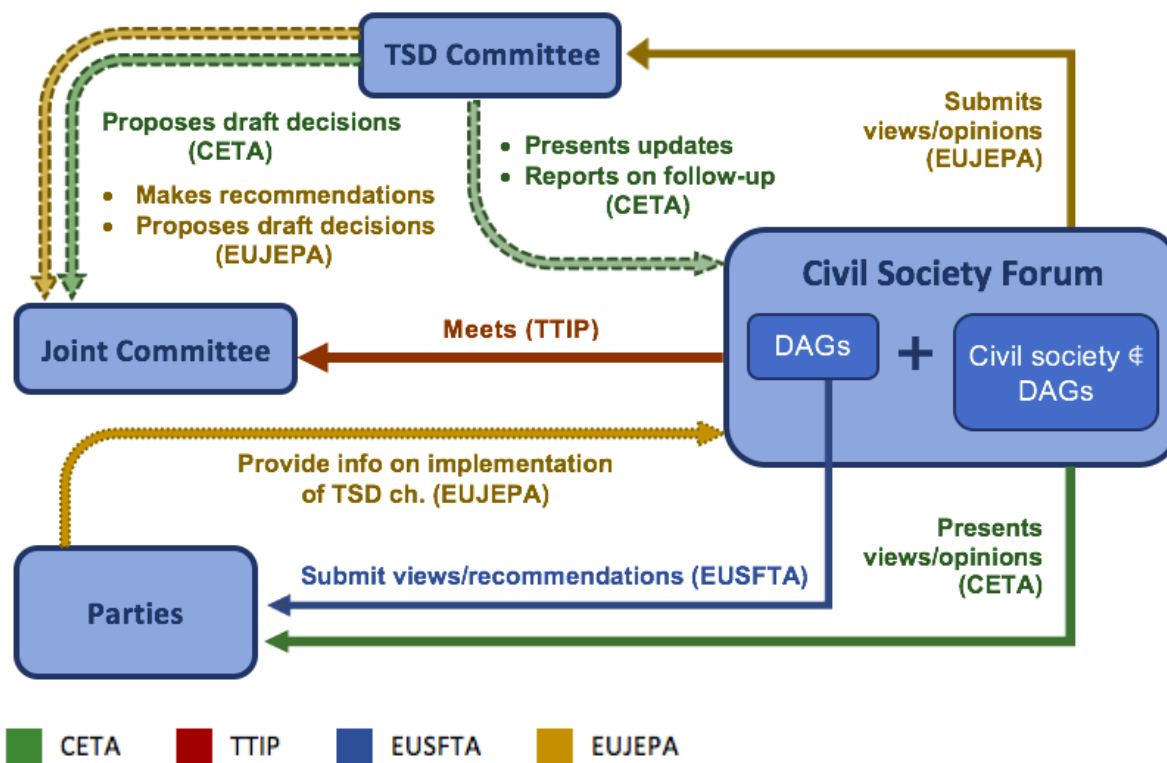 TSD Committee
Submits
views/opinions
(EUJEPA)
Proposes draft decisions
(CETA)
• Makes recommendations
• Proposes draft decisions
(EUJEPA)
• Presents updates
• Reports on follow-up
(CETA)
Civil Society Forum
DAGs
+
Civil society ∉
DAGs
Joint Committee
Meets (TTIP)
Provide info on implementation
of TSD ch. (EUJEPA)
Presents
views/opinions
(CETA)
Submit views/recommendations (EUSFTA)
Parties
CETA
TTIP
EUSFTA
EUJEPA